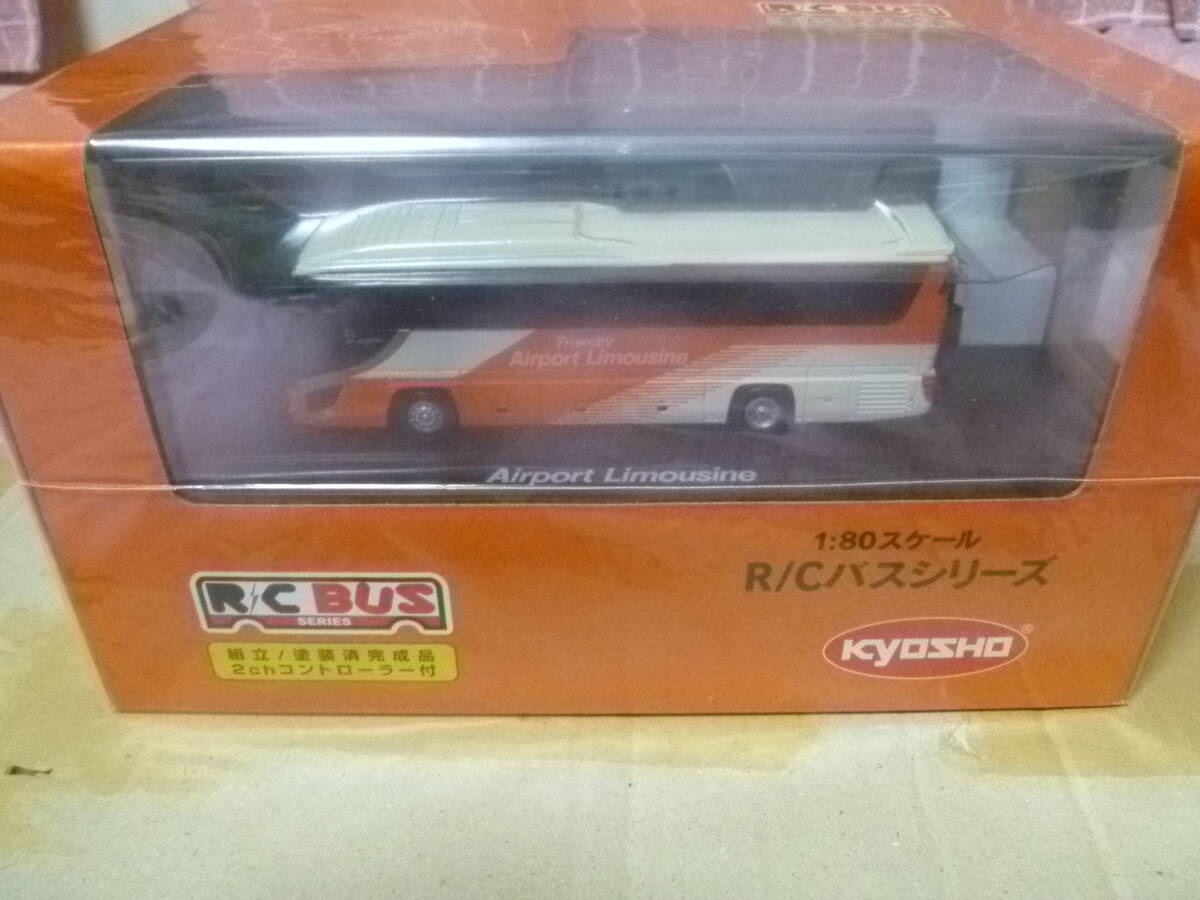 R/C BUS
Friendly
Airport Limousine
Airport Limousine
1:80スケール
R/Cバスシリーズ
R/C BUS
SERIES
組立/塗装済完成品
2chコントローラー付
KYOSHO®